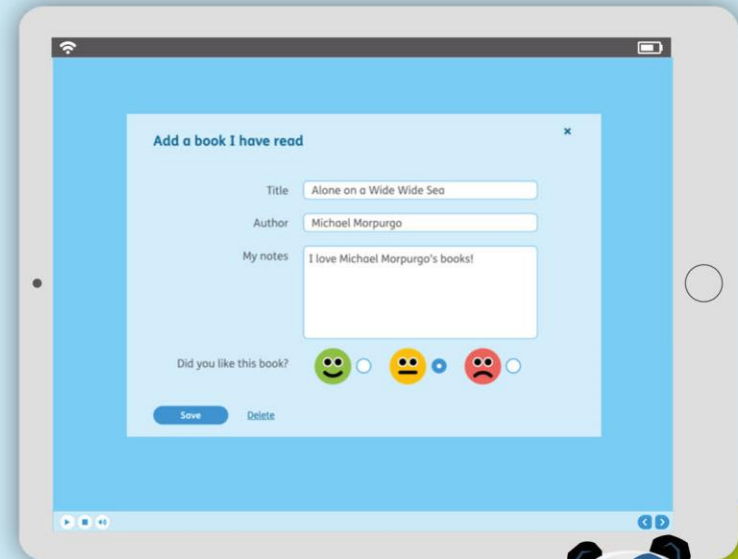 Add a book I have read
×
Title Alone on a Wide Wide Sea
Author Michael Morpurgo
My notes I love Michael Morpurgo's books!
Did you like this book?
Save Delete